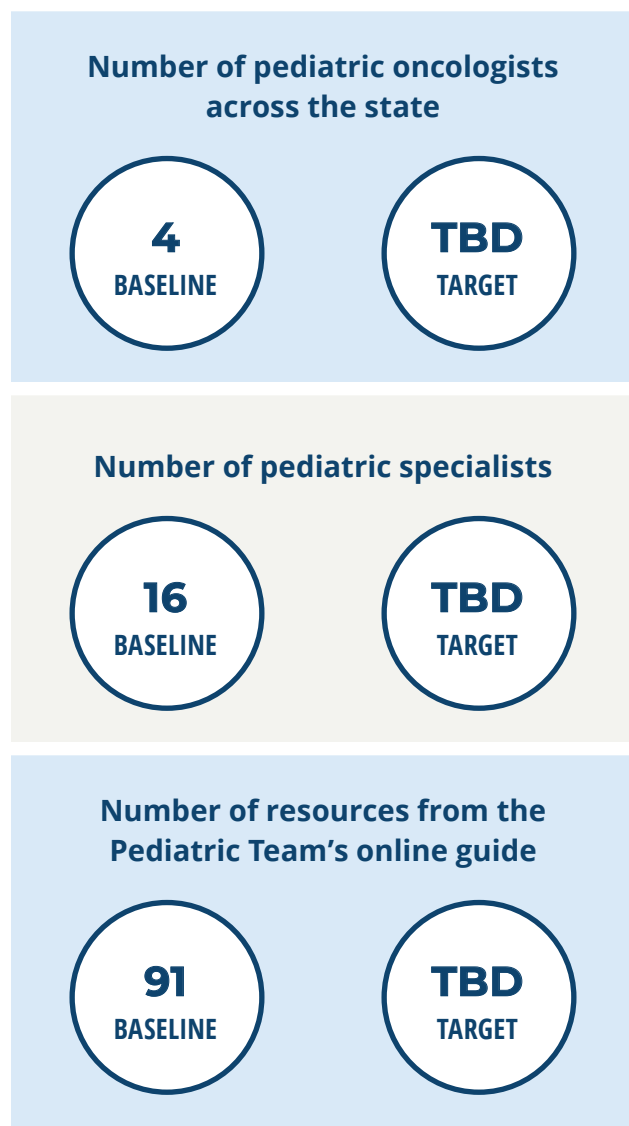 Number of pediatric oncologists
across the state
4
BASELINE
TBD
TARGET
Number of pediatric specialists
16
BASELINE
TBD
TARGET
Number of resources from the
Pediatric Team’s online guide
91
BASELINE
TBD
TARGET